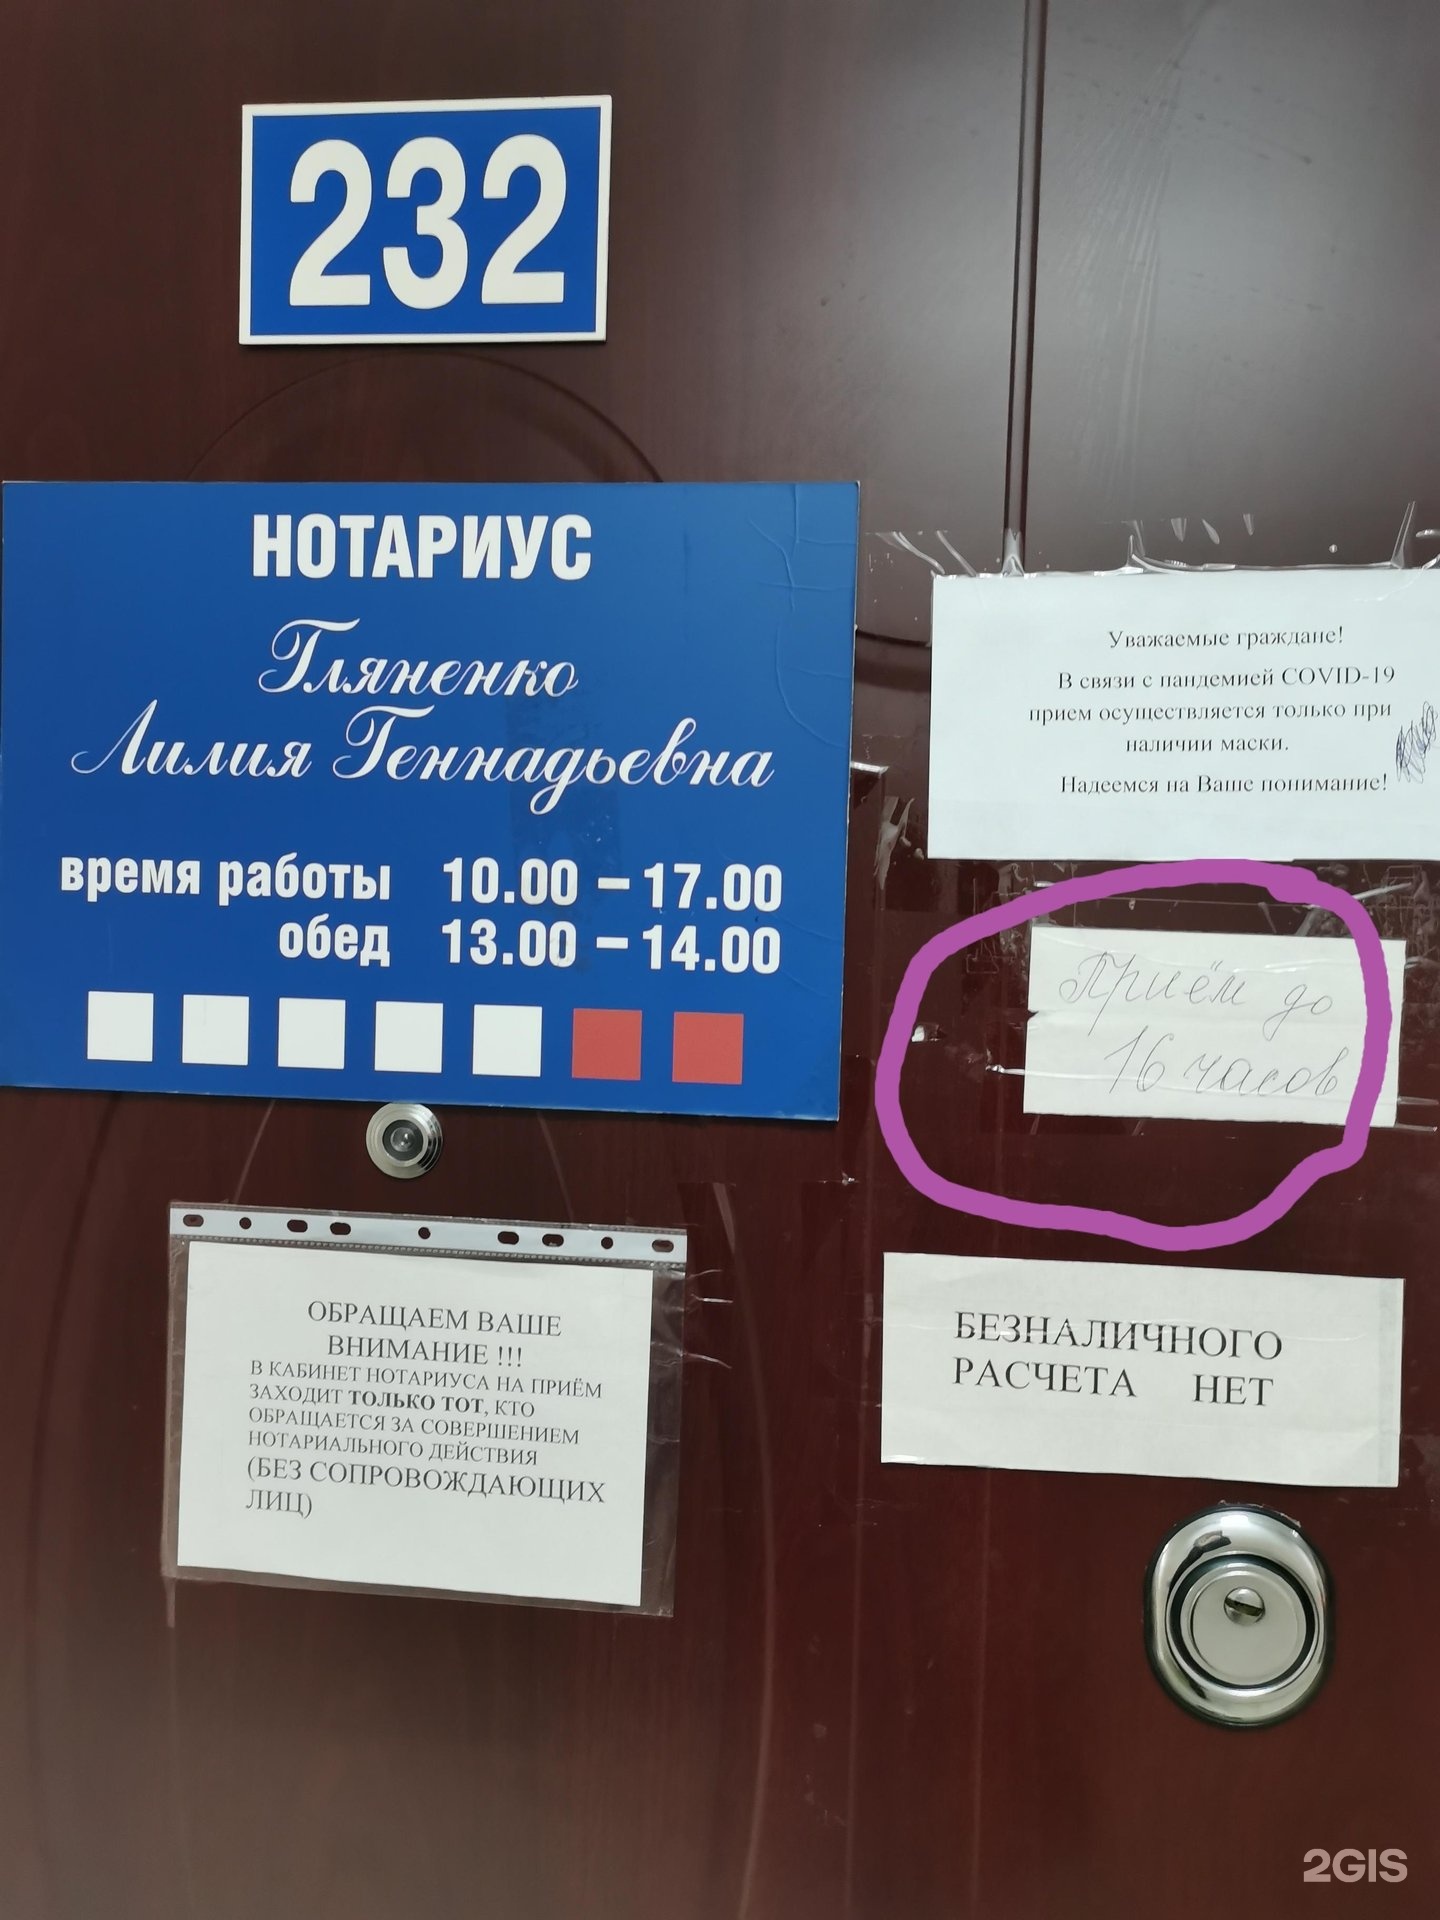 232
НОТАРИУС
Гляненко
Лилия Геннадьевна
время работы 10.00 – 17.00
обед 13.00 – 14.00
Уважаемые граждане!
В связи с пандемией COVID-19
прием осуществляется только при
наличии маски.
Надеемся на Ваше понимание!
Приём до
16 часов
ОБРАЩАЕМ ВАШЕ
ВНИМАНИЕ !!!
В КАБИНЕТ НОТАРИУСА НА ПРИЁМ
ЗАХОДИТ ТОЛЬКО ТОТ, КТО
ОБРАЩАЕТСЯ ЗА СОВЕРШЕНИЕМ
НОТАРИАЛЬНОГО ДЕЙСТВИЯ
(БЕЗ СОПРОВОЖДАЮЩИХ
ЛИЦ)
БЕЗНАЛИЧНОГО
РАСЧЕТА НЕТ
2GIS